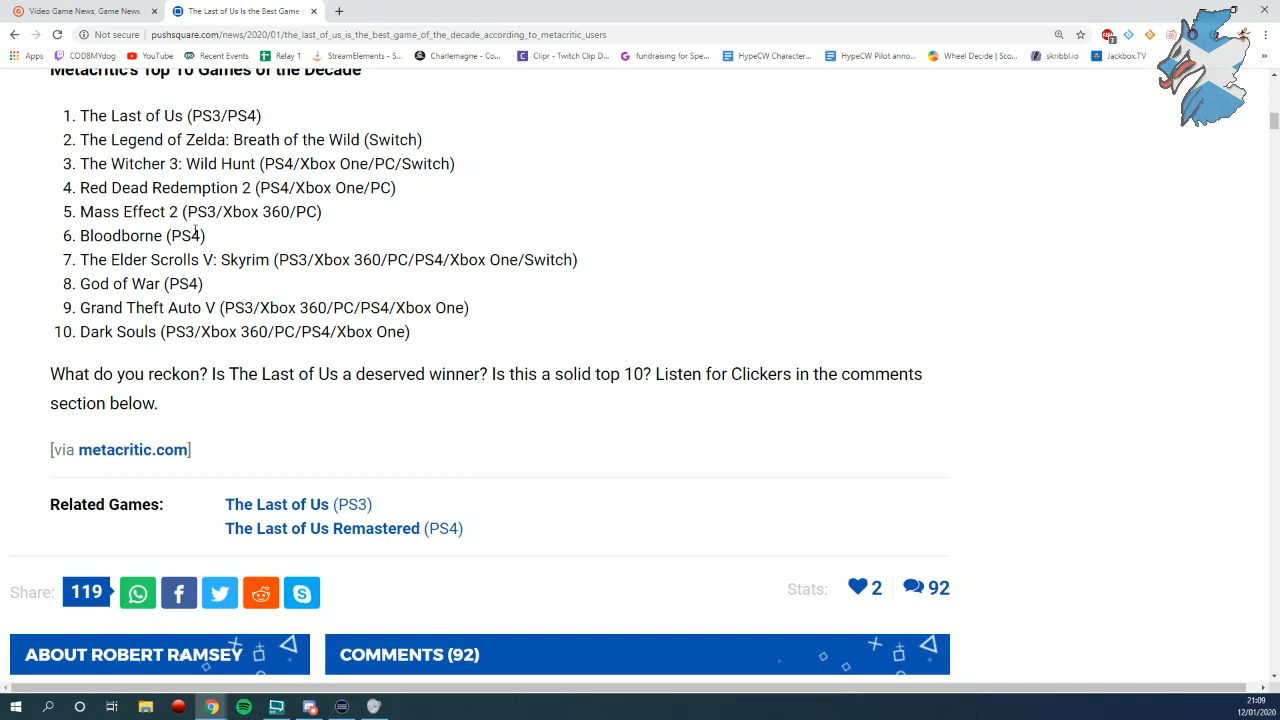 Video Game News, Game News,
The Last of Us Is the Best Game o
Not secure
pushsquare.com/news/2020/01/the_last_of_us_is_the_best_game_of_the_decade_according_to_metacritic_users
Apps
COD8MYdog
YouTube
Recent Events
Relay 1
StreamElements - S...
Charlemagne - Co...
Clipr - Twitch Clip D...
fundraising for Spe...
HypeCW Character...
HypeCW Pilot anno...
Wheel Decide | Sco...
skribbl.io
Jackbox.TV
Metacritic's Top 10 Games of the Decade
1. The Last of Us (PS3/PS4)
2. The Legend of Zelda: Breath of the Wild (Switch)
3. The Witcher 3: Wild Hunt (PS4/Xbox One/PC/Switch)
4. Red Dead Redemption 2 (PS4/Xbox One/PC)
5. Mass Effect 2 (PS3/Xbox 360/PC)
6. Bloodborne (PS4)
7. The Elder Scrolls V: Skyrim (PS3/Xbox 360/PC/PS4/Xbox One/Switch)
8. God of War (PS4)
9. Grand Theft Auto V (PS3/Xbox 360/PC/PS4/Xbox One)
10. Dark Souls (PS3/Xbox 360/PC/PS4/Xbox One)
What do you reckon? Is The Last of Us a deserved winner? Is this a solid top 10? Listen for Clickers in the comments
section below.
[via metacritic.com]
Related Games:
The Last of Us (PS3)
The Last of Us Remastered (PS4)
Share: 119
Stats: 2 92
ABOUT ROBERT RAMSEY
COMMENTS (92)
21:09
12/01/2020